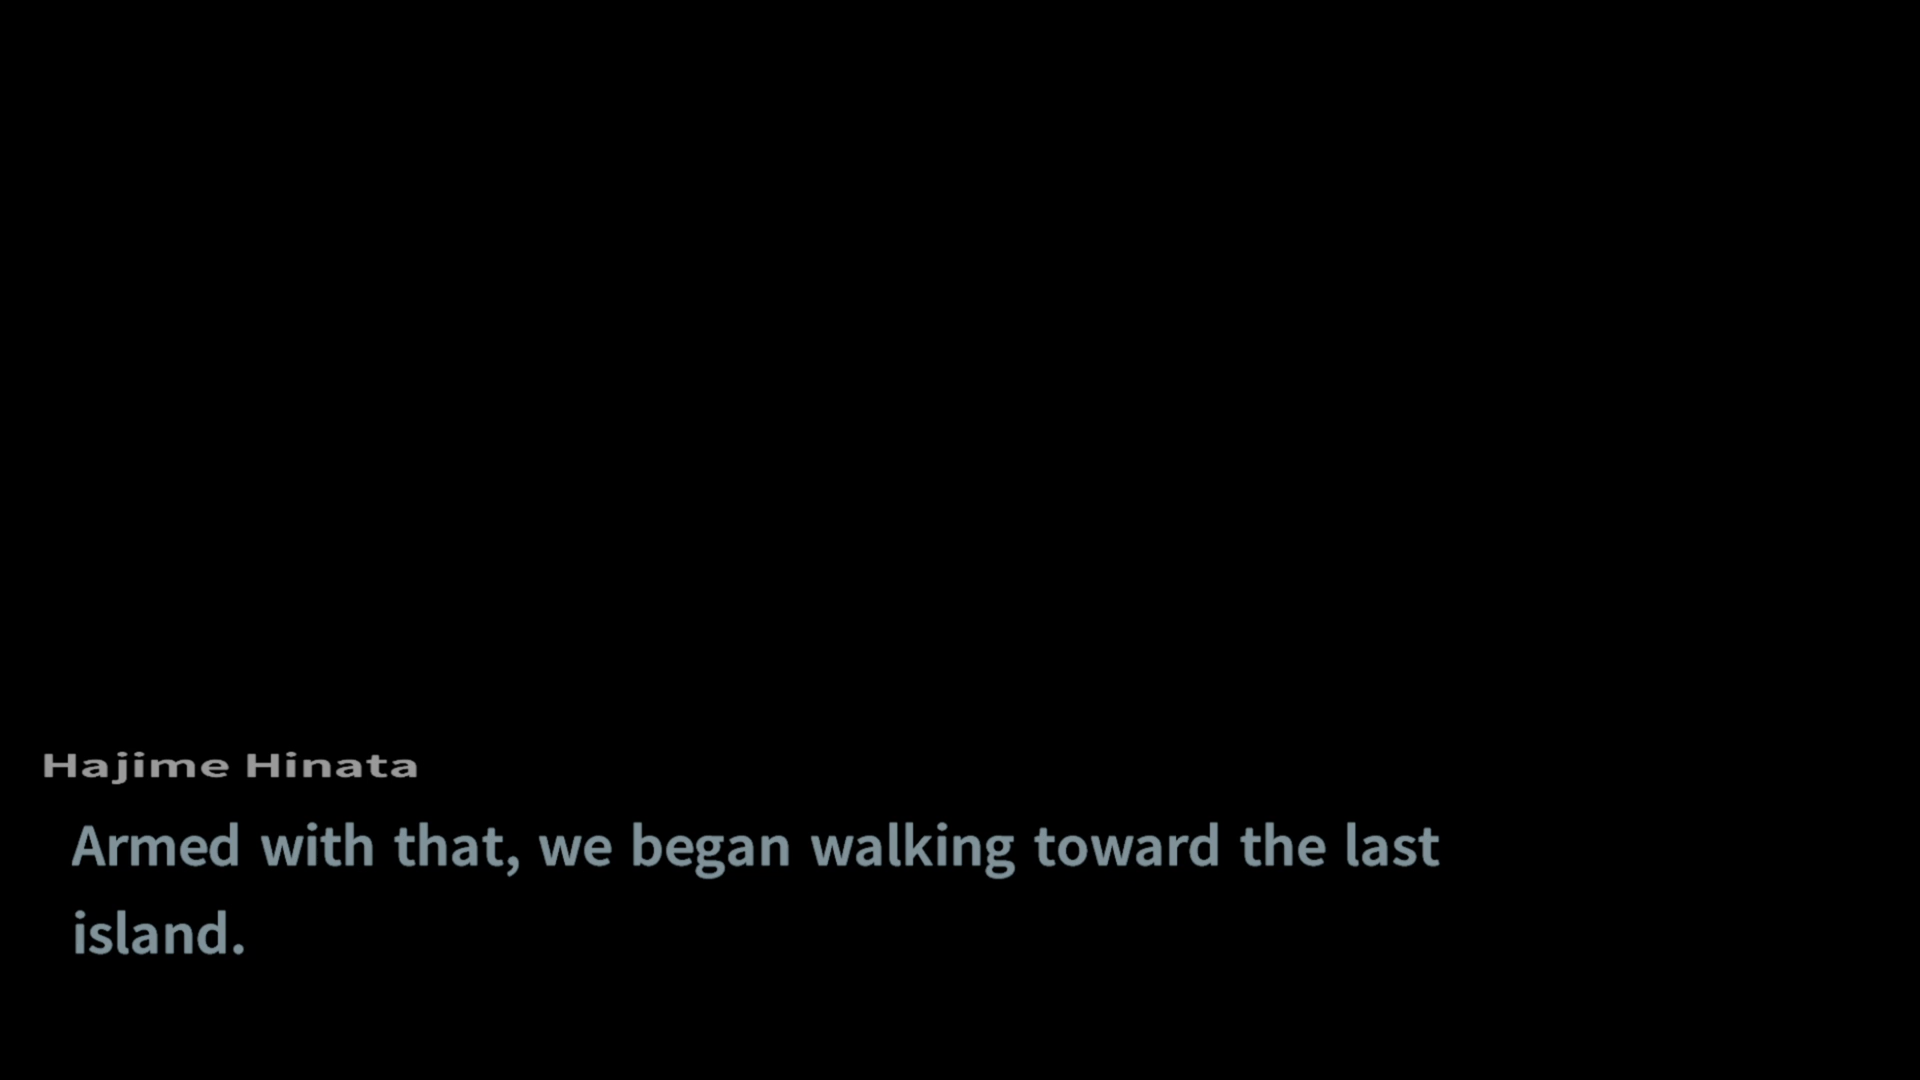 Hajime Hinata
Armed with that, we began walking toward the last
island.